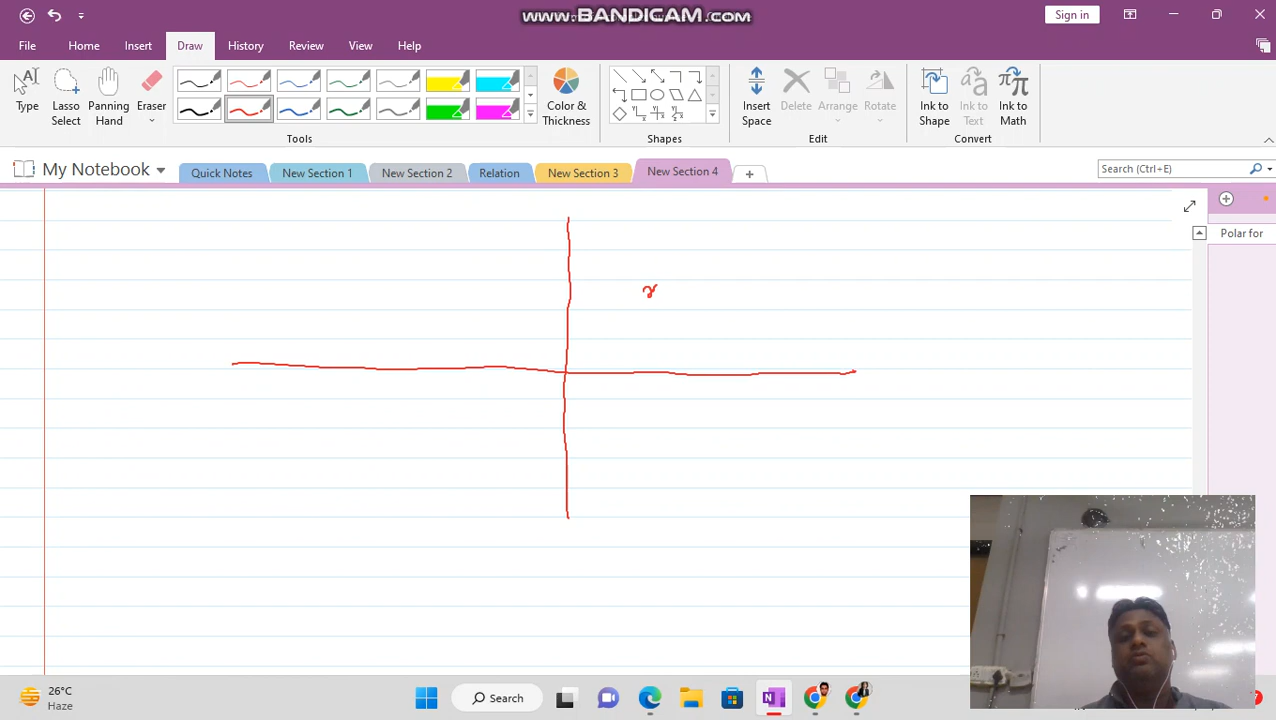 www.BANDICAM.com
Sign in
File Home Insert Draw History Review View Help
Type
Lasso Select
Panning Hand
Eraser
Color & Thickness
Insert Space
Delete
Arrange
Rotate
Ink to Shape
Ink to Text
Ink to Math
Tools Shapes Edit Convert
My Notebook Quick Notes New Section 1 New Section 2 Relation New Section 3 New Section 4 Search (Ctrl+E)
Polar for
26°C
Haze
Search